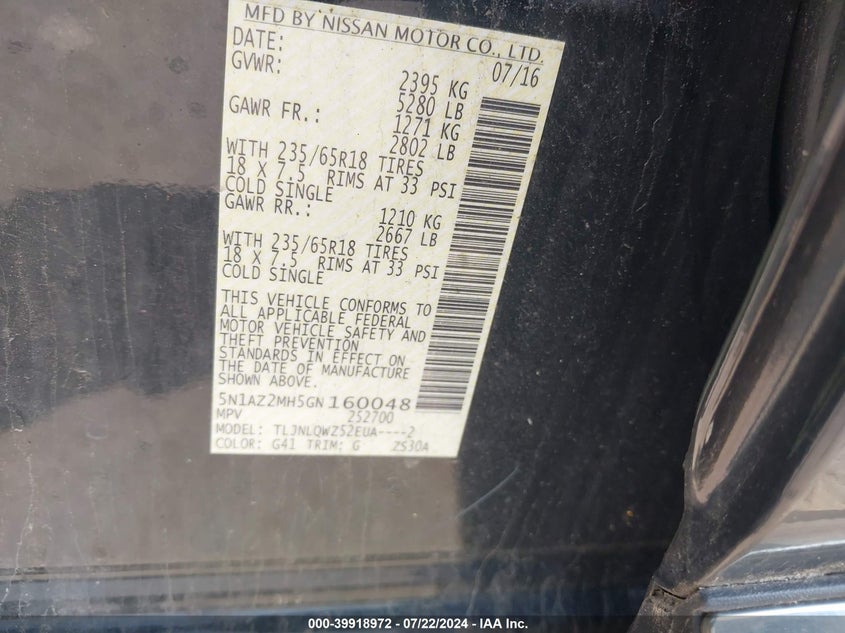 MFD BY NISSAN MOTOR CO., LTD.
DATE: 07/16
GVWR: 2395 KG
5280 LB
GAWR FR.: 1271 KG
2802 LB
WITH 235/65R18 TIRES
18 X 7.5 RIMS AT 33 PSI
COLD SINGLE
GAWR RR.: 1210 KG
2667 LB
WITH 235/65R18 TIRES
18 X 7.5 RIMS AT 33 PSI
COLD SINGLE
THIS VEHICLE CONFORMS TO
ALL APPLICABLE FEDERAL
MOTOR VEHICLE SAFETY AND
THEFT PREVENTION
STANDARDS IN EFFECT ON
THE DATE OF MANUFACTURE
SHOWN ABOVE.
5N1AZ2MH5GN160048
MPV 252700
MODEL: TLJNLQWZ52EUA----2
COLOR: G41 TRIM: G ZS30A
000-39918972 / 07/22/2024 - IAA Inc.